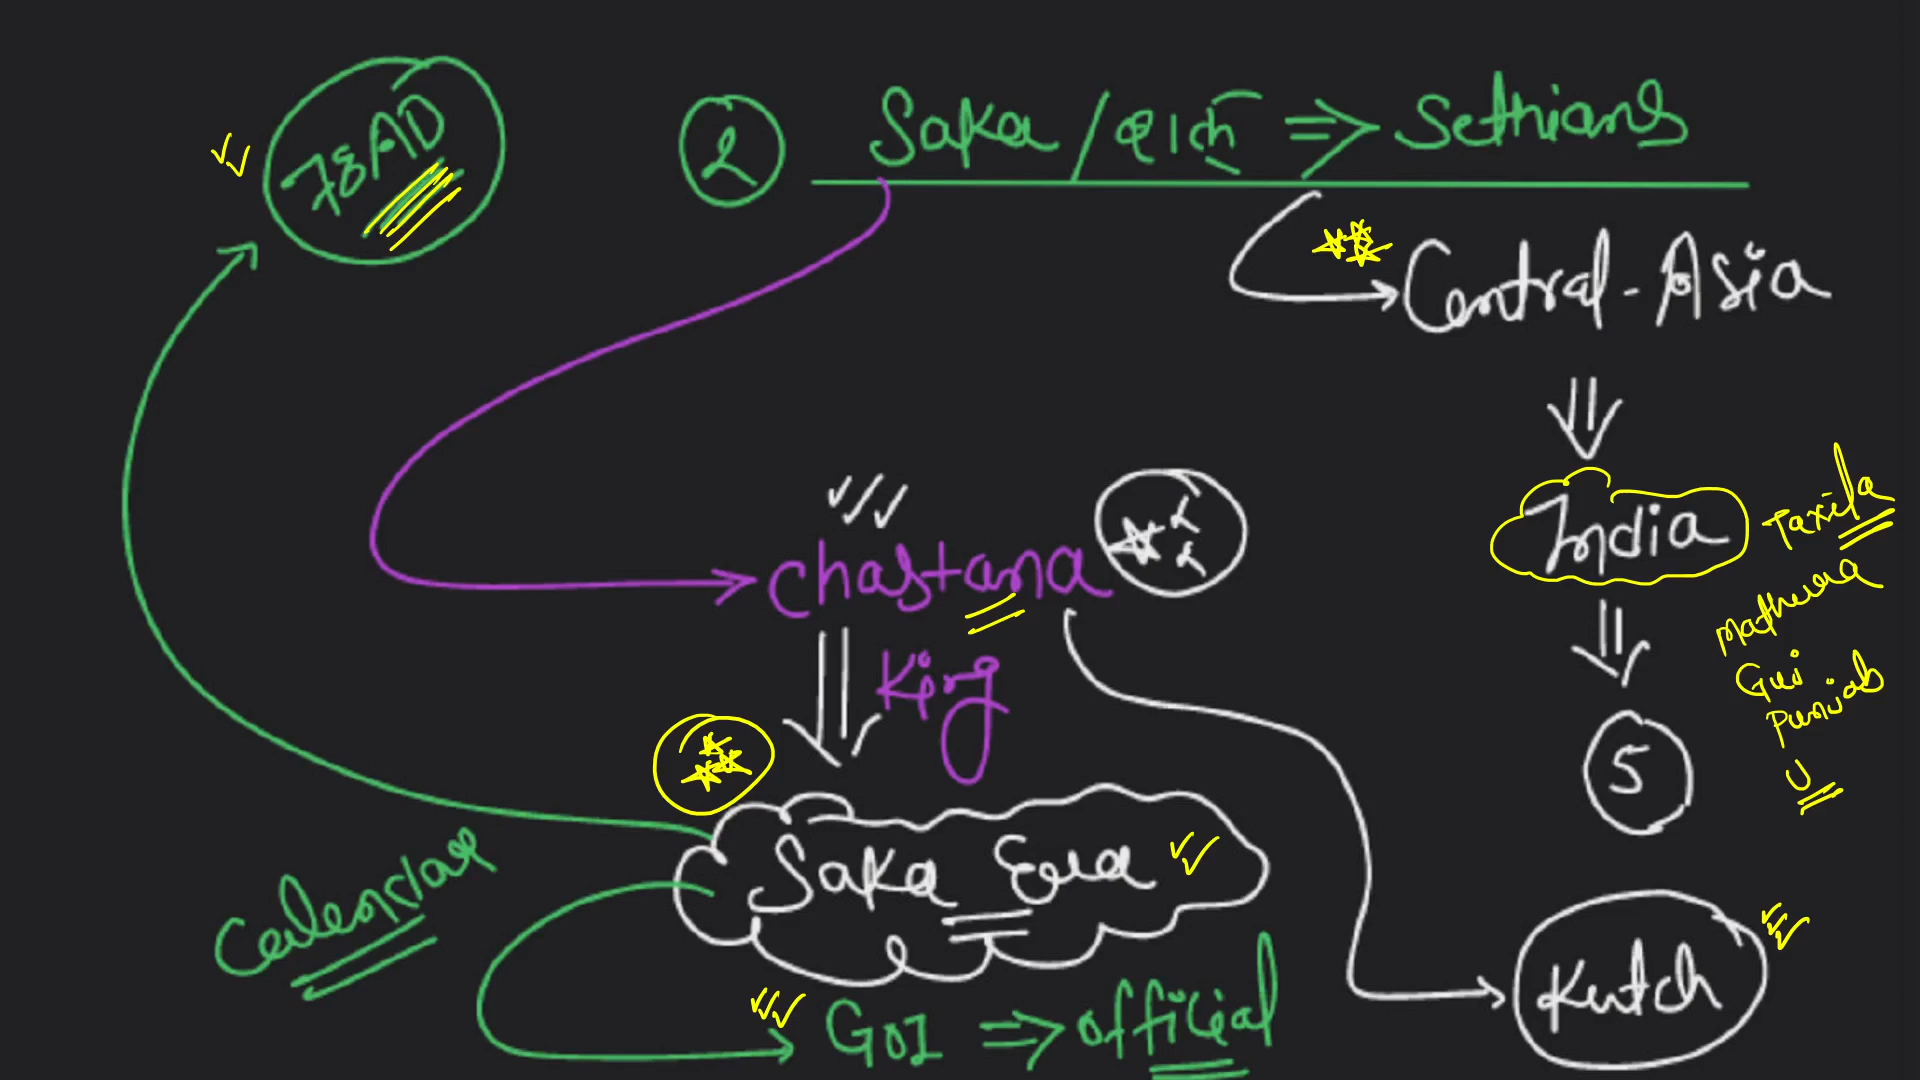 78AD
2 Saka / शक ⇒ Sethians
Central-Asia
India
Taxila
Mathura
Guj
Punjab
U
5
Chastana
King
Saka Era
Calendar
GOI ⇒ official
Kutch